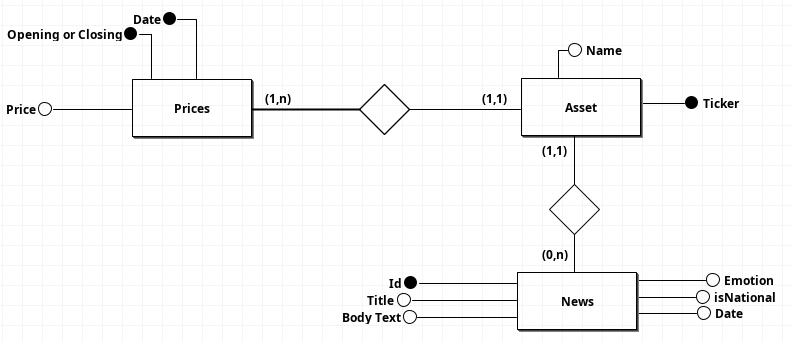 Date
Opening or Closing
Name
Price
Prices
(1,n)
(1,1)
Asset
Ticker
(1,1)
(0,n)
Id
Title
Body Text
News
Emotion
isNational
Date